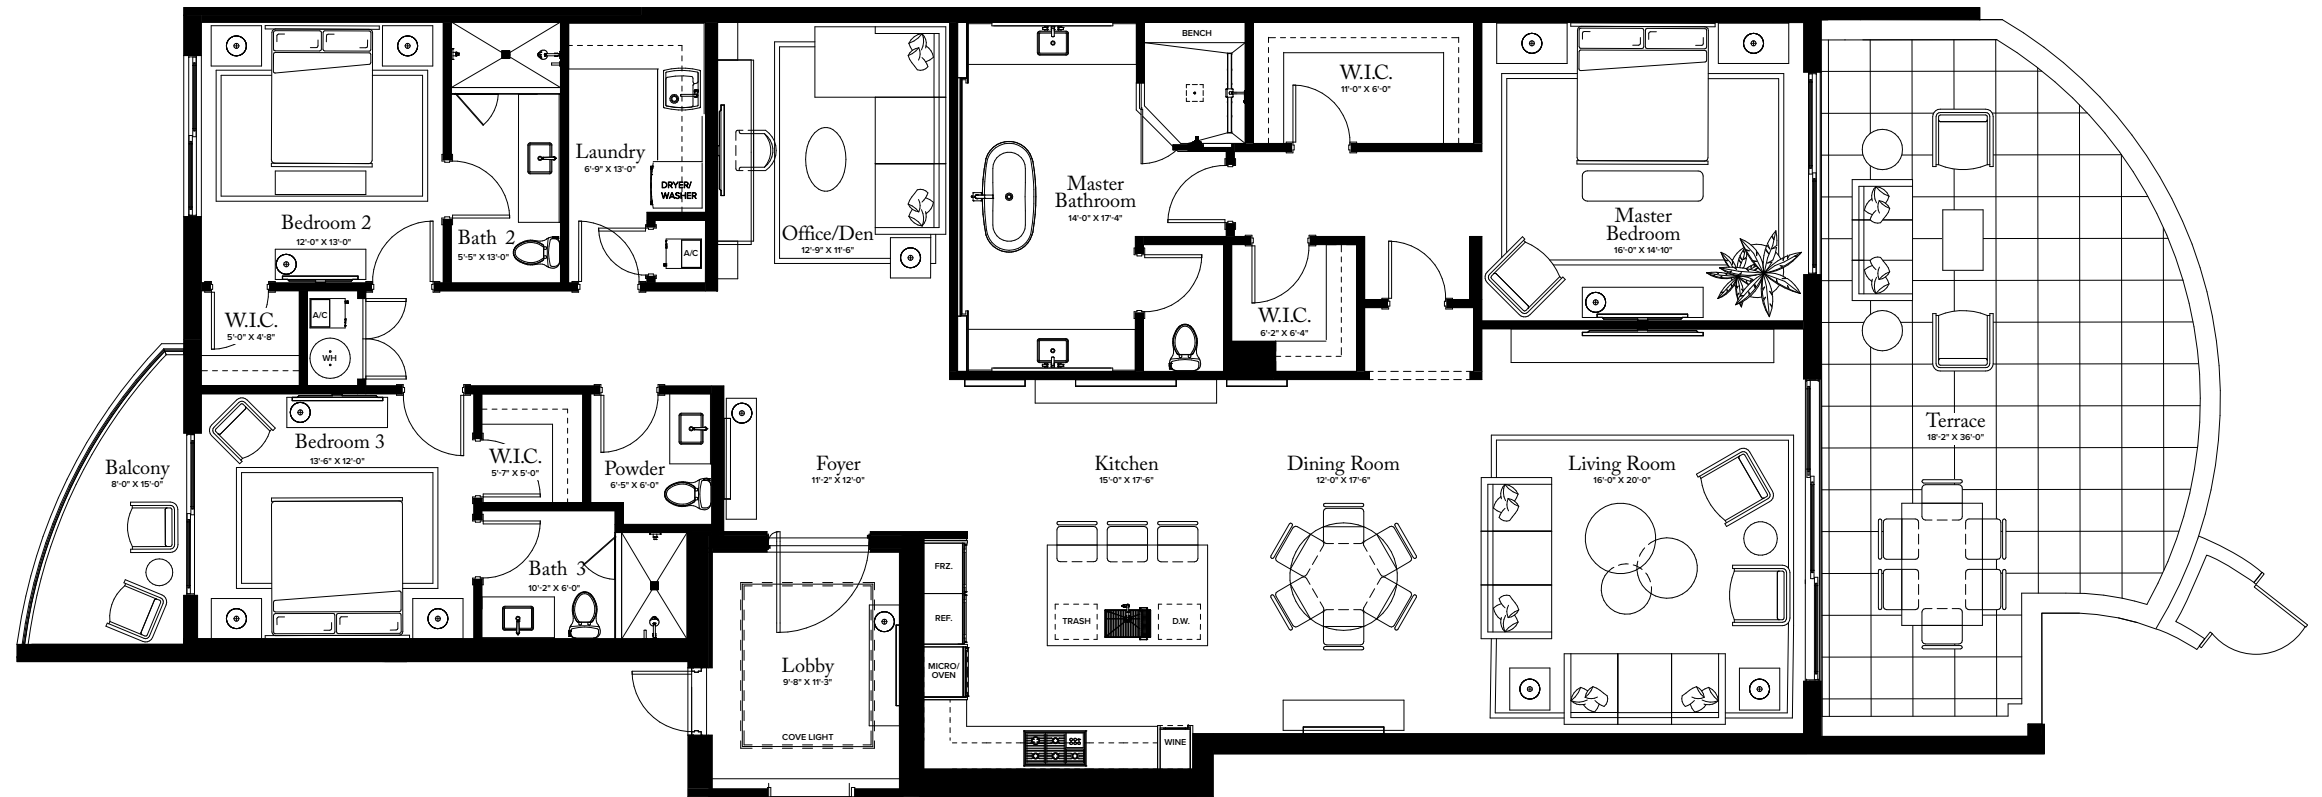 BENCH
W.I.C.
11'-0" X 6'-0"
Laundry
6'-9" X 13'-0"
DRYER/
WASHER
Master
Bathroom
14'-0" X 17'-4"
Bedroom 2
12'-0" X 13'-0"
Bath 2
5'-5" X 13'-0"
A/C
Office/Den
12'-9" X 11'-6"
Master
Bedroom
16'-0" X 14'-10"
W.I.C.
5'-0" X 4'-8"
A/C
WH
W.I.C.
6'-2" X 6'-4"
Terrace
18'-2" X 36'-0"
Balcony
8'-0" X 15'-0"
Bedroom 3
13'-6" X 12'-0"
W.I.C.
5'-7" X 5'-0"
Powder
6'-5" X 6'-0"
Foyer
11'-2" X 12'-0"
Kitchen
15'-0" X 17'-6"
Dining Room
12'-0" X 17'-6"
Living Room
16'-0" X 20'-0"
Bath 3
10'-2" X 6'-0"
FRZ.
REF.
TRASH
D.W.
MICRO/
OVEN
Lobby
9'-8" X 11'-3"
COVE LIGHT
WINE